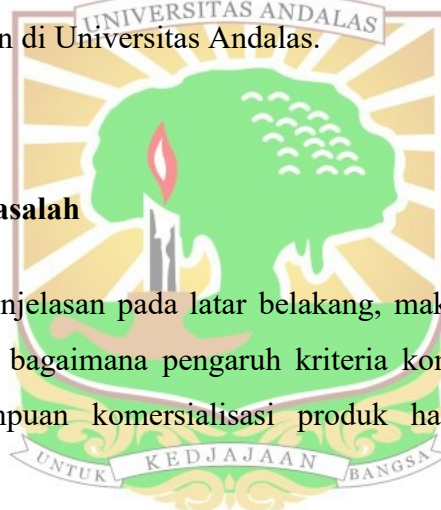 UNIVERSITAS ANDALAS
n di Universitas Andalas.
asalah
njelasan pada latar belakang, mak
bagaimana pengaruh kriteria kor
npuan komersialisasi produk ha
UNTUK KEDJAJAAN BANGSA